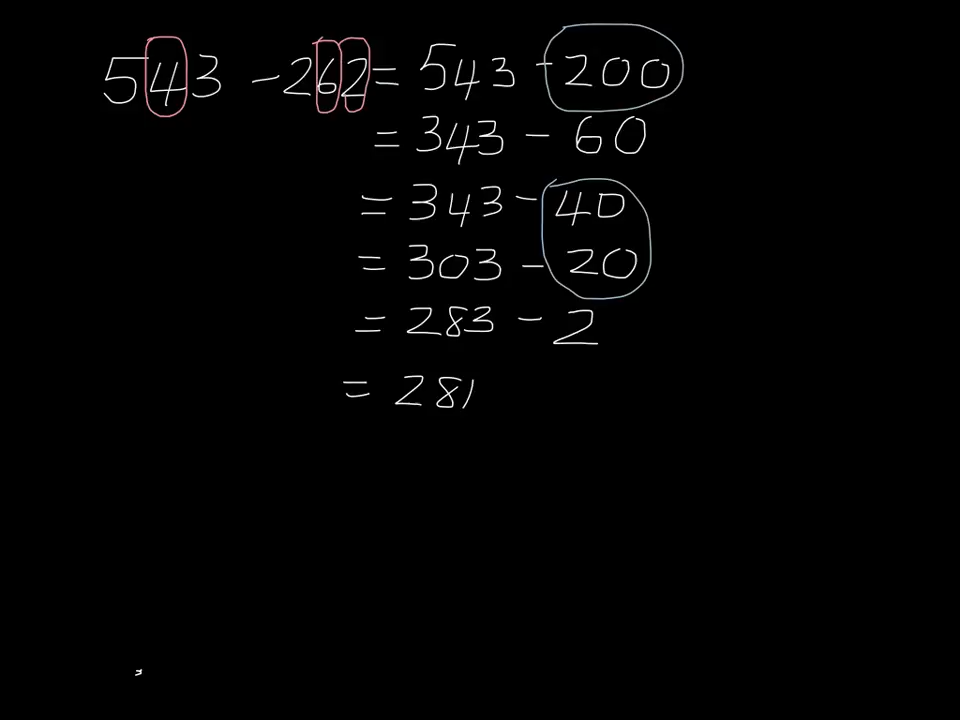 543 - 262 = 543 - 200
= 343 - 60
= 343 - 40
= 303 - 20
= 283 - 2
= 281
=